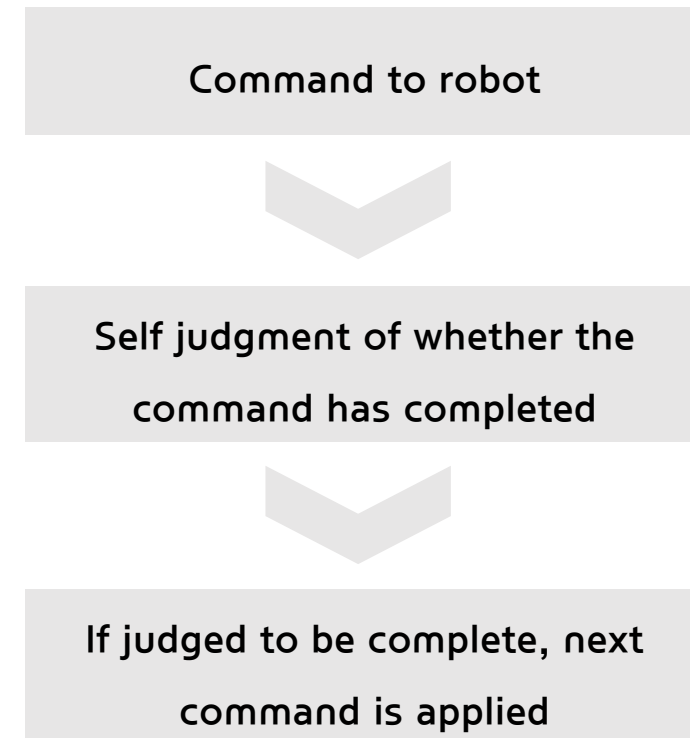 Command to robot
Self judgment of whether the
command has completed
If judged to be complete, next
command is applied